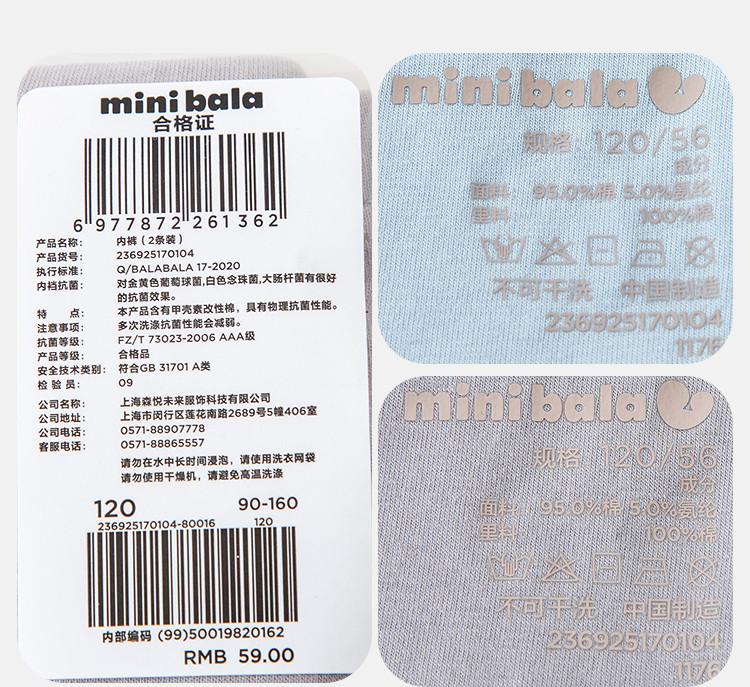 mini bala
合格证
6 977872 261362
产品名称： 内裤（2条装）
产品货号： 236925170104
执行标准： Q/BALABALA 17-2020
内裆抗菌： 对金黄色葡萄球菌,白色念珠菌,大肠杆菌有很好
的抗菌效果。
特 点： 本产品含有甲壳素改性棉，具有物理抗菌性能。
注意事项： 多次洗涤抗菌性能会减弱。
抗菌等级： FZ/T 73023-2006 AAA级
产品等级： 合格品
安全技术类别： 符合GB 31701 A类
检 验 员： 09
公司名称： 上海森悦未来服饰科技有限公司
公司地址： 上海市闵行区莲花南路2689号5幢406室
公司电话： 0571-88907778
客服电话： 0571-88865557
请勿在水中长时间浸泡，请使用洗衣网袋
请勿使用干燥机，请避免高温洗涤
120 90-160
236925170104-80016 120
内部编码 (99)50019820162
RMB 59.00
mini bala
规格: 120/56
成分
面料: 95.0%棉 5.0%氨纶
里料: 100%棉
不可干洗 中国制造
236925170104
1176
mini bala
规格: 120/56
成分
面料: 95.0%棉 5.0%氨纶
里料: 100%棉
不可干洗 中国制造
236925170104
1176